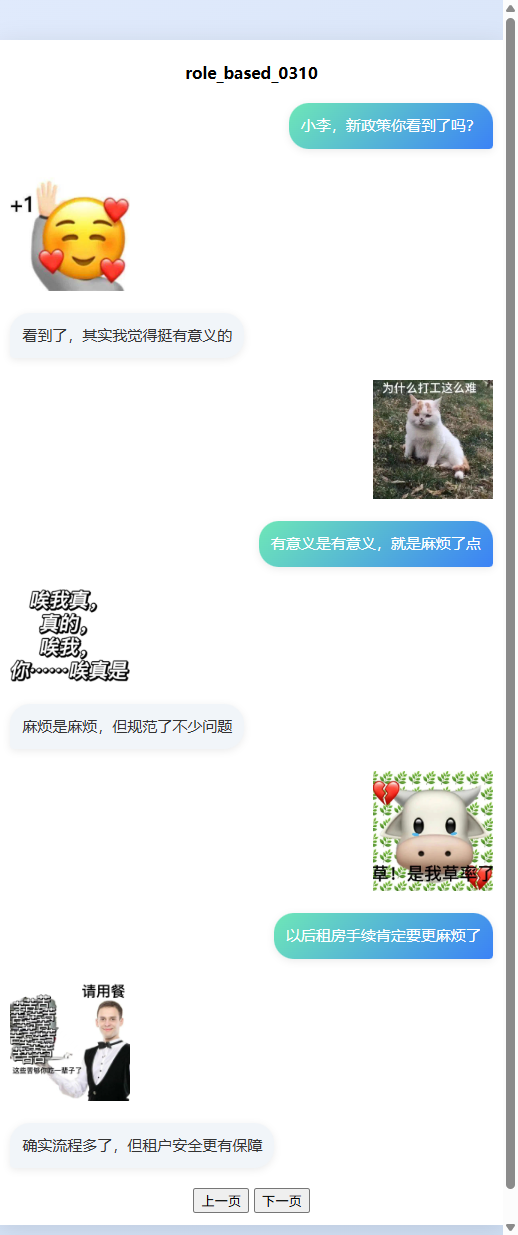 role_based_0310
小李，新政策你看到了吗？
+1
看到了，其实我觉得挺有意义的
为什么打工这么难
有意义是有意义，就是麻烦了点
唉我真，
真的，
唉我，
你……唉真是
麻烦是麻烦，但规范了不少问题
草！是我草率了
以后租房手续肯定要更麻烦了
请用餐
这些苦够你吃一辈子了
确实流程多了，但租户安全更有保障
上一页 下一页